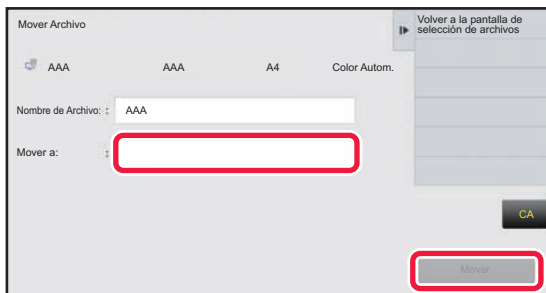 Mover Archivo
Volver a la pantalla de
selección de archivos
AAA AAA A4 Color Autom.
Nombre de Archivo: : AAA
Mover a: :
CA
Mover